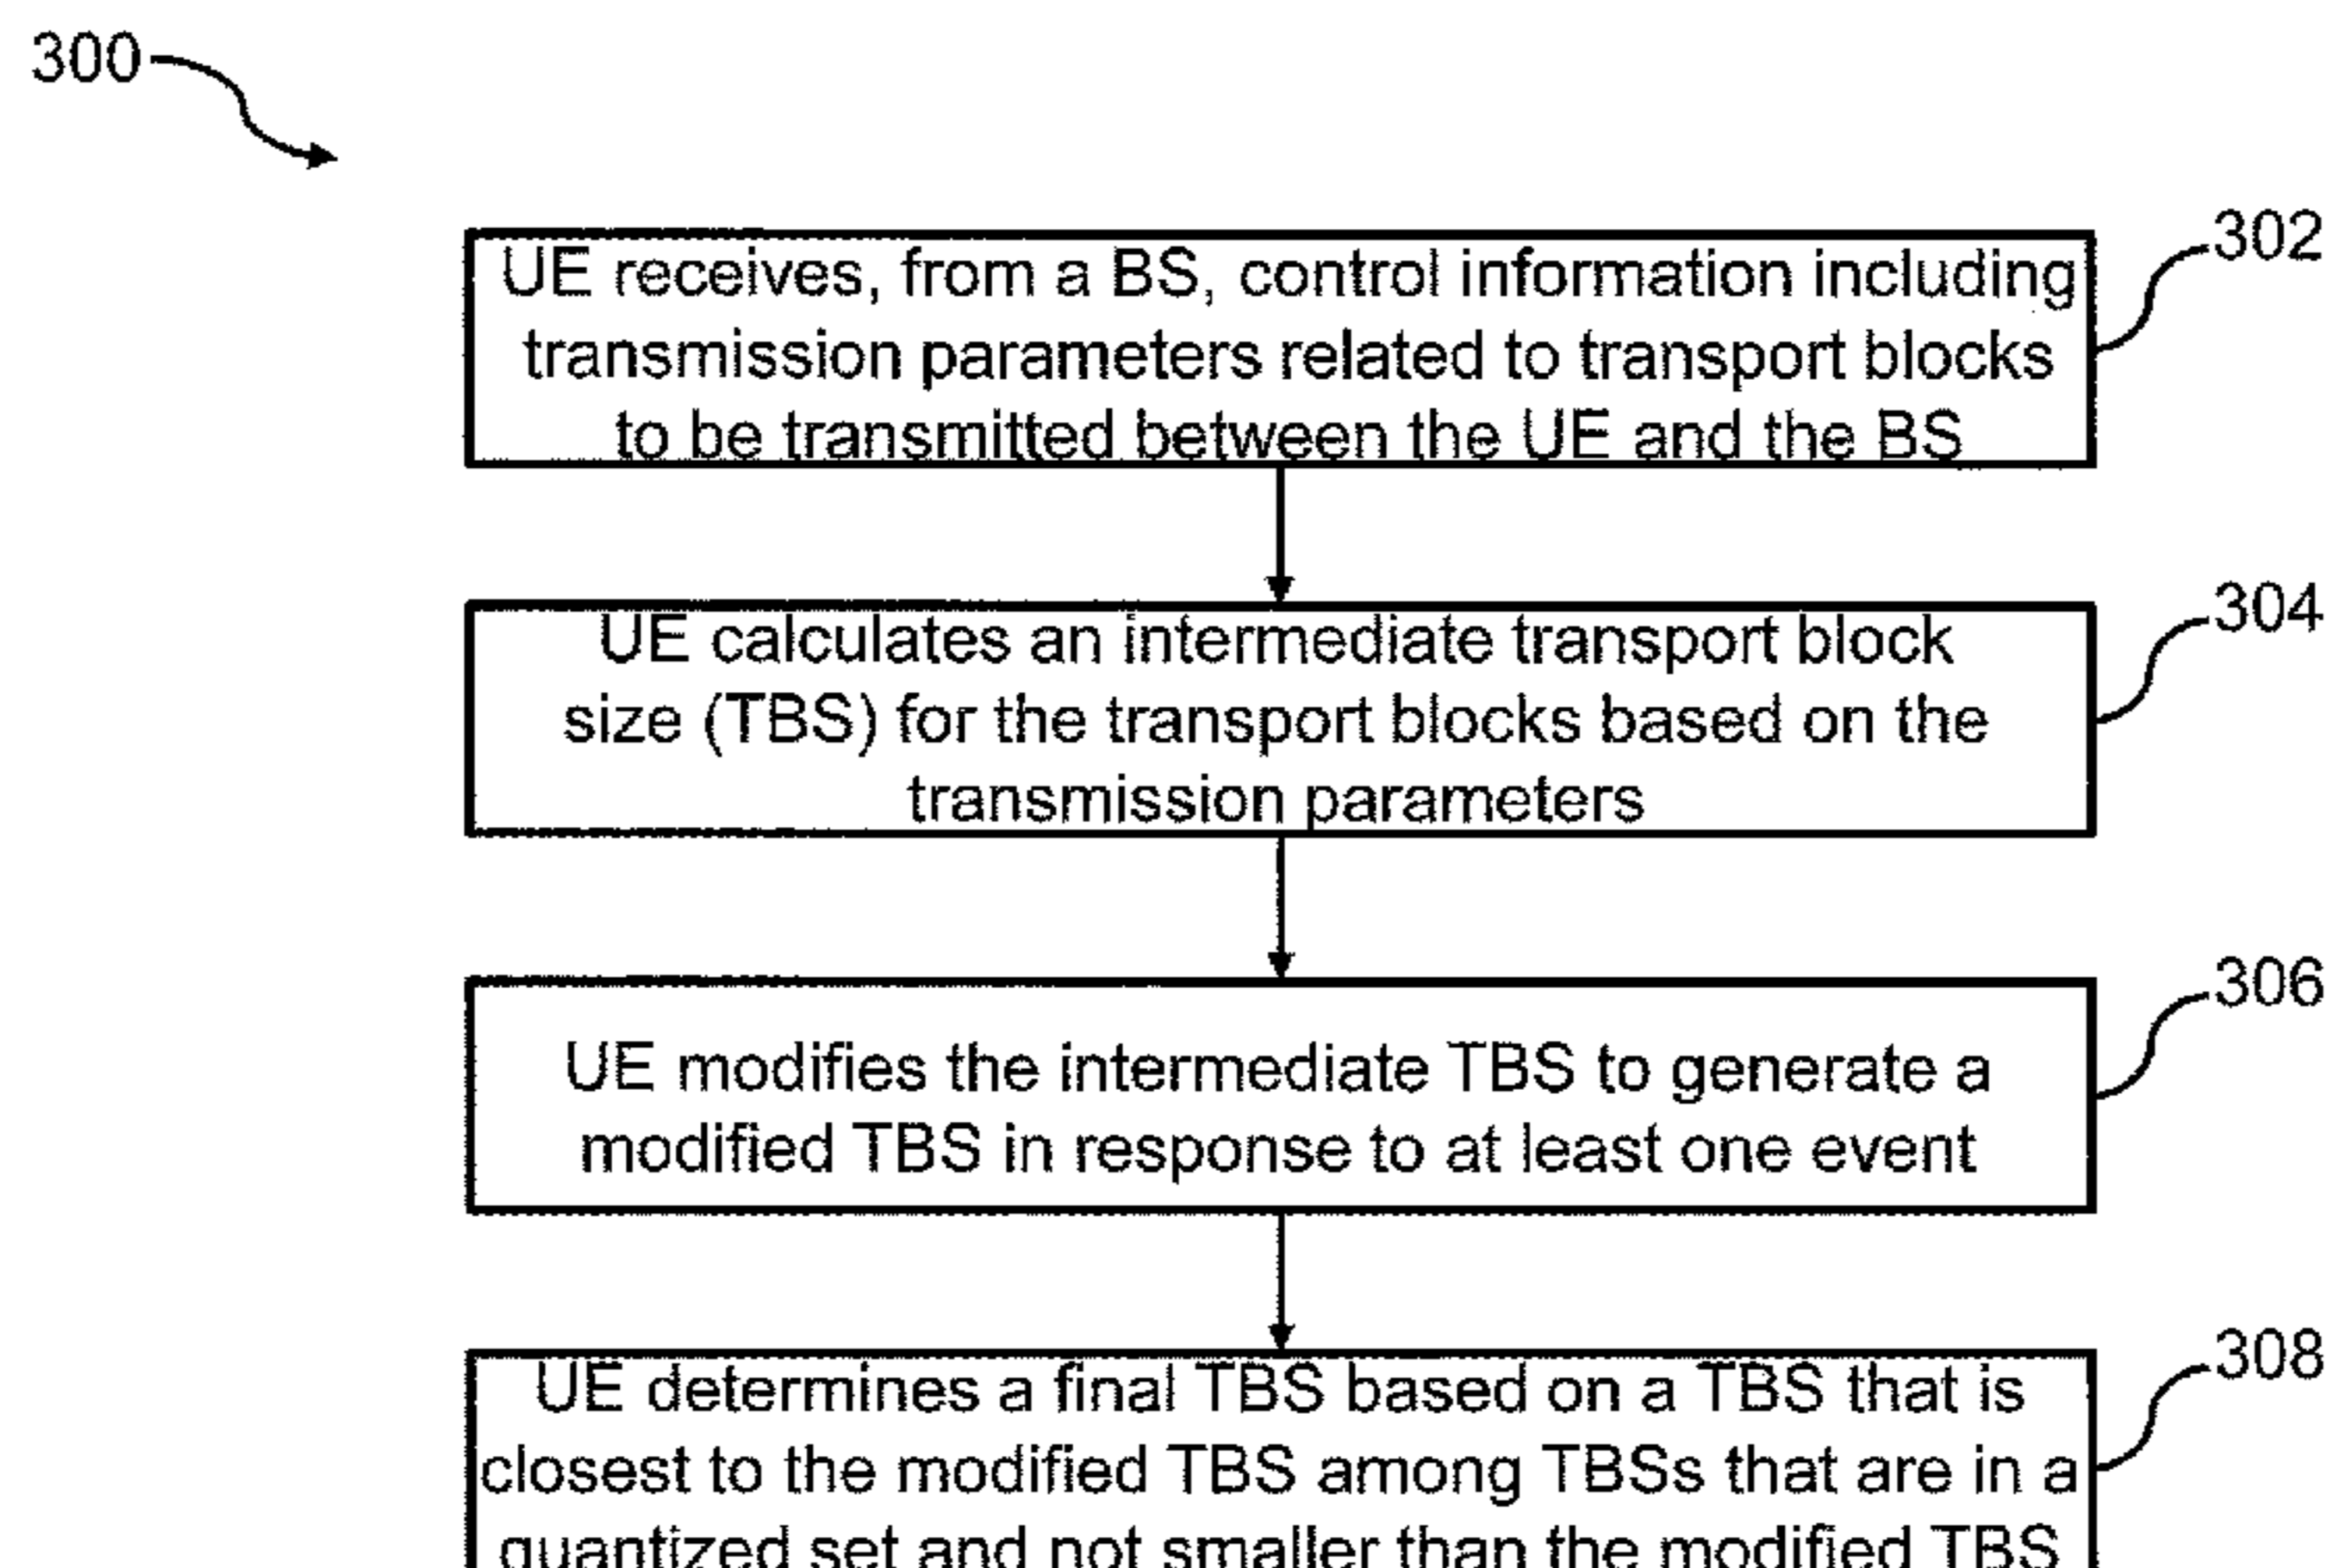 300
302
UE receives, from a BS, control information including
transmission parameters related to transport blocks
to be transmitted between the UE and the BS
304
UE calculates an intermediate transport block
size (TBS) for the transport blocks based on the
transmission parameters
306
UE modifies the intermediate TBS to generate a
modified TBS in response to at least one event
308
UE determines a final TBS based on a TBS that is
closest to the modified TBS among TBSs that are in a
quantized set and not smaller than the modified TBS